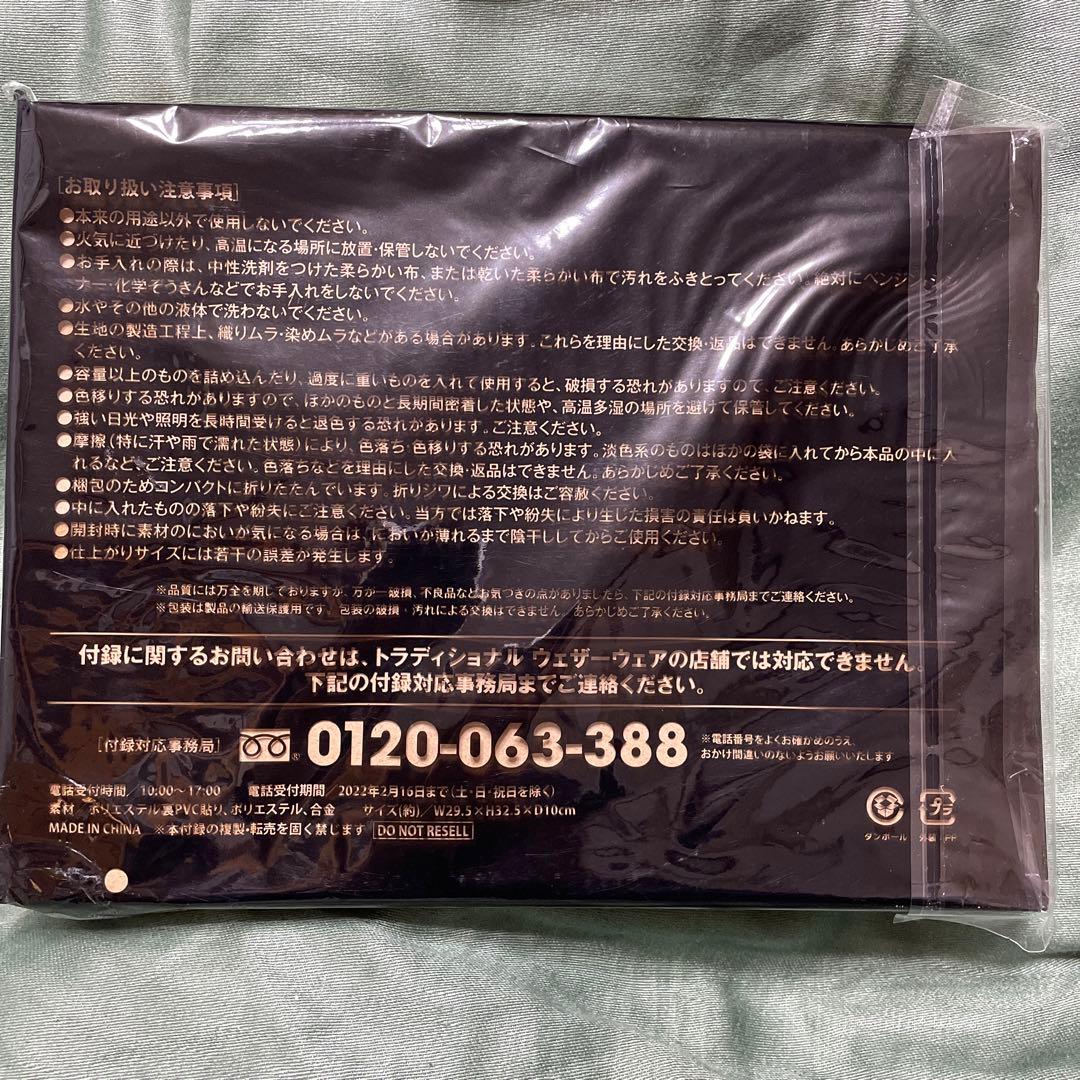 [お取り扱い注意事項]
●本来の用途以外で使用しないでください。
●火気に近づけたり、高温になる場所に放置・保管しないでください。
●お手入れの際は、中性洗剤をつけた柔らかい布、または乾いた柔らかい布で汚れをふきとってください。絶対にベンジン・シン
ナー・化学ぞうきんなどでお手入れをしないでください。
●水やその他の液体で洗わないでください。
●生地の製造工程上、織りムラ・染めムラなどがある場合があります。これらを理由にした交換・返品はできません。あらかじめご了承
ください。
●容量以上のものを詰め込んだり、過度に重いものを入れて使用すると、破損する恐れがありますので、ご注意ください。
●色移りする恐れがありますので、ほかのものと長期間密着した状態や、高温多湿の場所を避けて保管してください。
●強い日光や照明を長時間受けると退色する恐れがあります。ご注意ください。
●摩擦（特に汗や雨で濡れた状態）により、色落ち・色移りする恐れがあります。淡色系のものはほかの袋に入れてから本品の中に入
れるなど、ご注意ください。色落ちなどを理由にした交換・返品はできません。あらかじめご了承ください。
●梱包のためコンパクトに折りたたんでいます。折りジワによる交換はご容赦ください。
●中に入れたものの落下や紛失にご注意ください。当方では落下や紛失により生じた損害の責任は負いかねます。
●開封時に素材のにおいが気になる場合は、においが薄れるまで陰干ししてからご使用ください。
●仕上がりサイズには若干の誤差が発生します。
※品質には万全を期しておりますが、万が一破損、不良品などお気づきの点がありましたら、下記の付録対応事務局までご連絡ください。
※包装は製品の輸送保護用です。包装の破損・汚れによる交換はできません。あらかじめご了承ください。
付録に関するお問い合わせは、トラディショナル ウェザーウェアの店舗では対応できません。
下記の付録対応事務局までご連絡ください。
[付録対応事務局] 0120-063-388 ※電話番号をよくお確かめのうえ、
おかけ間違いのないようお願いいたします
電話受付時間／10:00〜17:00 電話受付期間／2022年2月16日まで（土・日・祝日を除く）
素材／ポリエステル裏PVC貼り、ポリエステル、合金 サイズ（約）／W29.5×H32.5×D10cm
MADE IN CHINA ※本付録の複製・転売を固く禁じます DO NOT RESELL
ダンボール
プラ
外装:PP